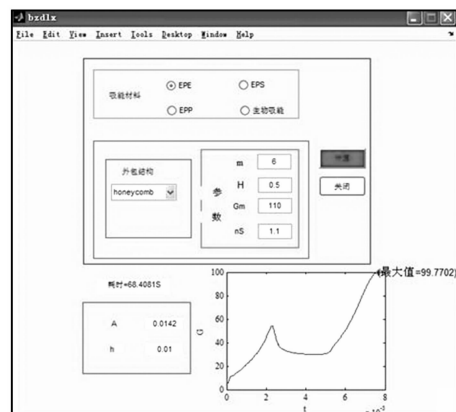 bxdlx
File Edit View Insert Tools Desktop Window Help
吸能材料
EPE EPS
EPP 生物吸能
外包结构
honeycomb
参数
m 6
H 0.5
Gm 110
nS 1.1
关闭
耗时=68.4081S
A 0.0142
h 0.01
(最大值=99.7702)
100
80
60
40
20
0
G
0 2 4 6 8
t